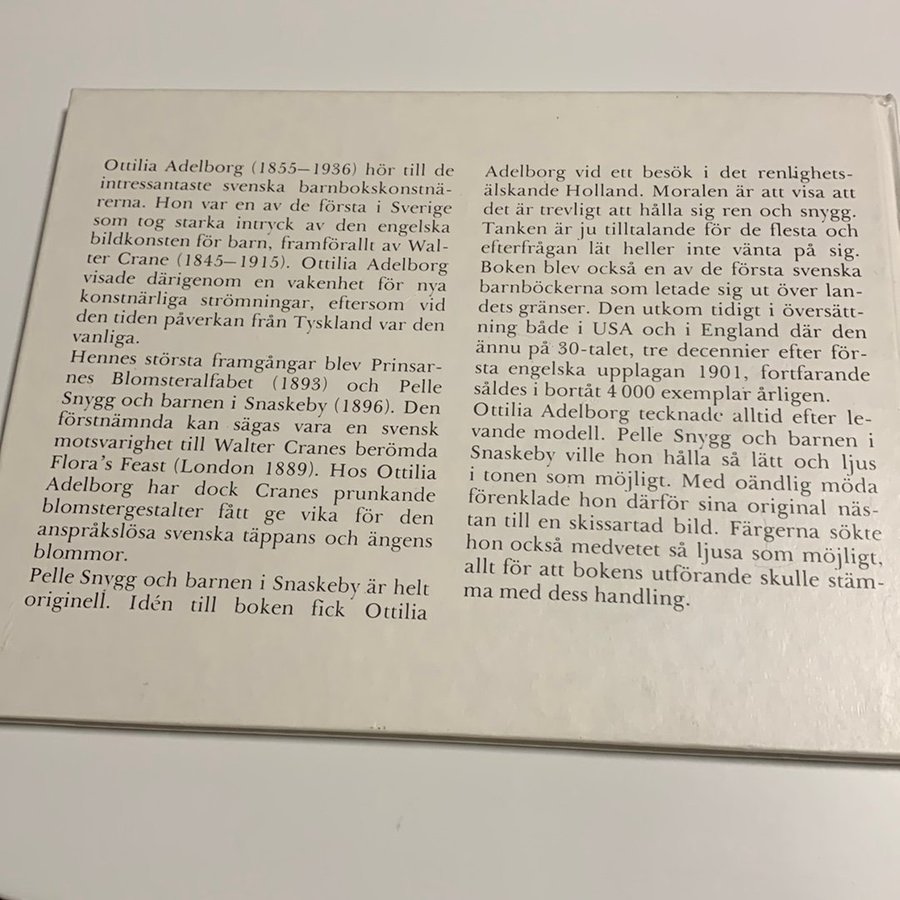 Ottilia Adelborg (1855–1936) hör till de
intressantaste svenska barnbokskonstnä-
rerna. Hon var en av de första i Sverige
som tog starka intryck av den engelska
bildkonsten för barn, framförallt av Wal-
ter Crane (1845–1915). Ottilia Adelborg
visade därigenom en vakenhet för nya
konstnärliga strömningar, eftersom vid
den tiden påverkan från Tyskland var den
vanliga.
Hennes största framgångar blev Prinsar-
nes Blomsteralfabet (1893) och Pelle
Snygg och barnen i Snaskeby (1896). Den
förstnämnda kan sägas vara en svensk
motsvarighet till Walter Cranes berömda
Flora's Feast (London 1889). Hos Ottilia
Adelborg har dock Cranes prunkande
blomstergestalter fått ge vika för den
anspråkslösa svenska täppans och ängens
blommor.
Pelle Snygg och barnen i Snaskeby är helt
originell. Idén till boken fick Ottilia
Adelborg vid ett besök i det renlighets-
älskande Holland. Moralen är att visa att
det är trevligt att hålla sig ren och snygg.
Tanken är ju tilltalande för de flesta och
efterfrågan lät heller inte vänta på sig.
Boken blev också en av de första svenska
barnböckerna som letade sig ut över lan-
dets gränser. Den utkom tidigt i översätt-
ning både i USA och i England där den
ännu på 30-talet, tre decennier efter för-
sta engelska upplagan 1901, fortfarande
såldes i bortåt 4 000 exemplar årligen.
Ottilia Adelborg tecknade alltid efter le-
vande modell. Pelle Snygg och barnen i
Snaskeby ville hon hålla så lätt och ljus
i tonen som möjligt. Med oändlig möda
förenklade hon därför sina original näs-
tan till en skissartad bild. Färgerna sökte
hon också medvetet så ljusa som möjligt,
allt för att bokens utförande skulle stäm-
ma med dess handling.